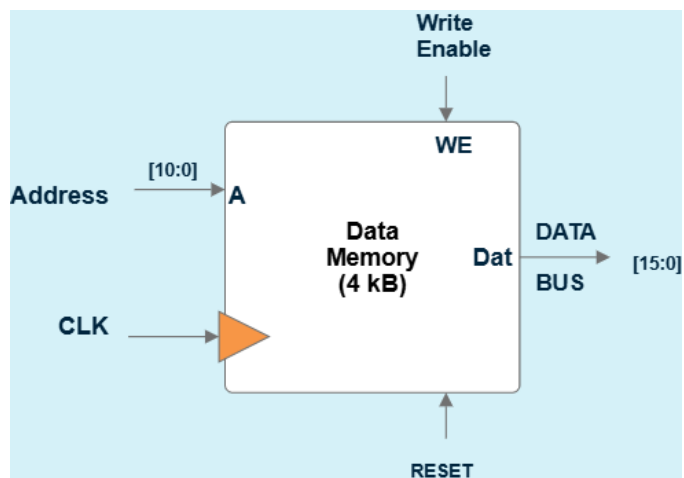 Write
Enable
WE
[10:0]
Address
A
Data
Memory
(4 kB)
Dat
DATA
BUS
[15:0]
CLK
RESET